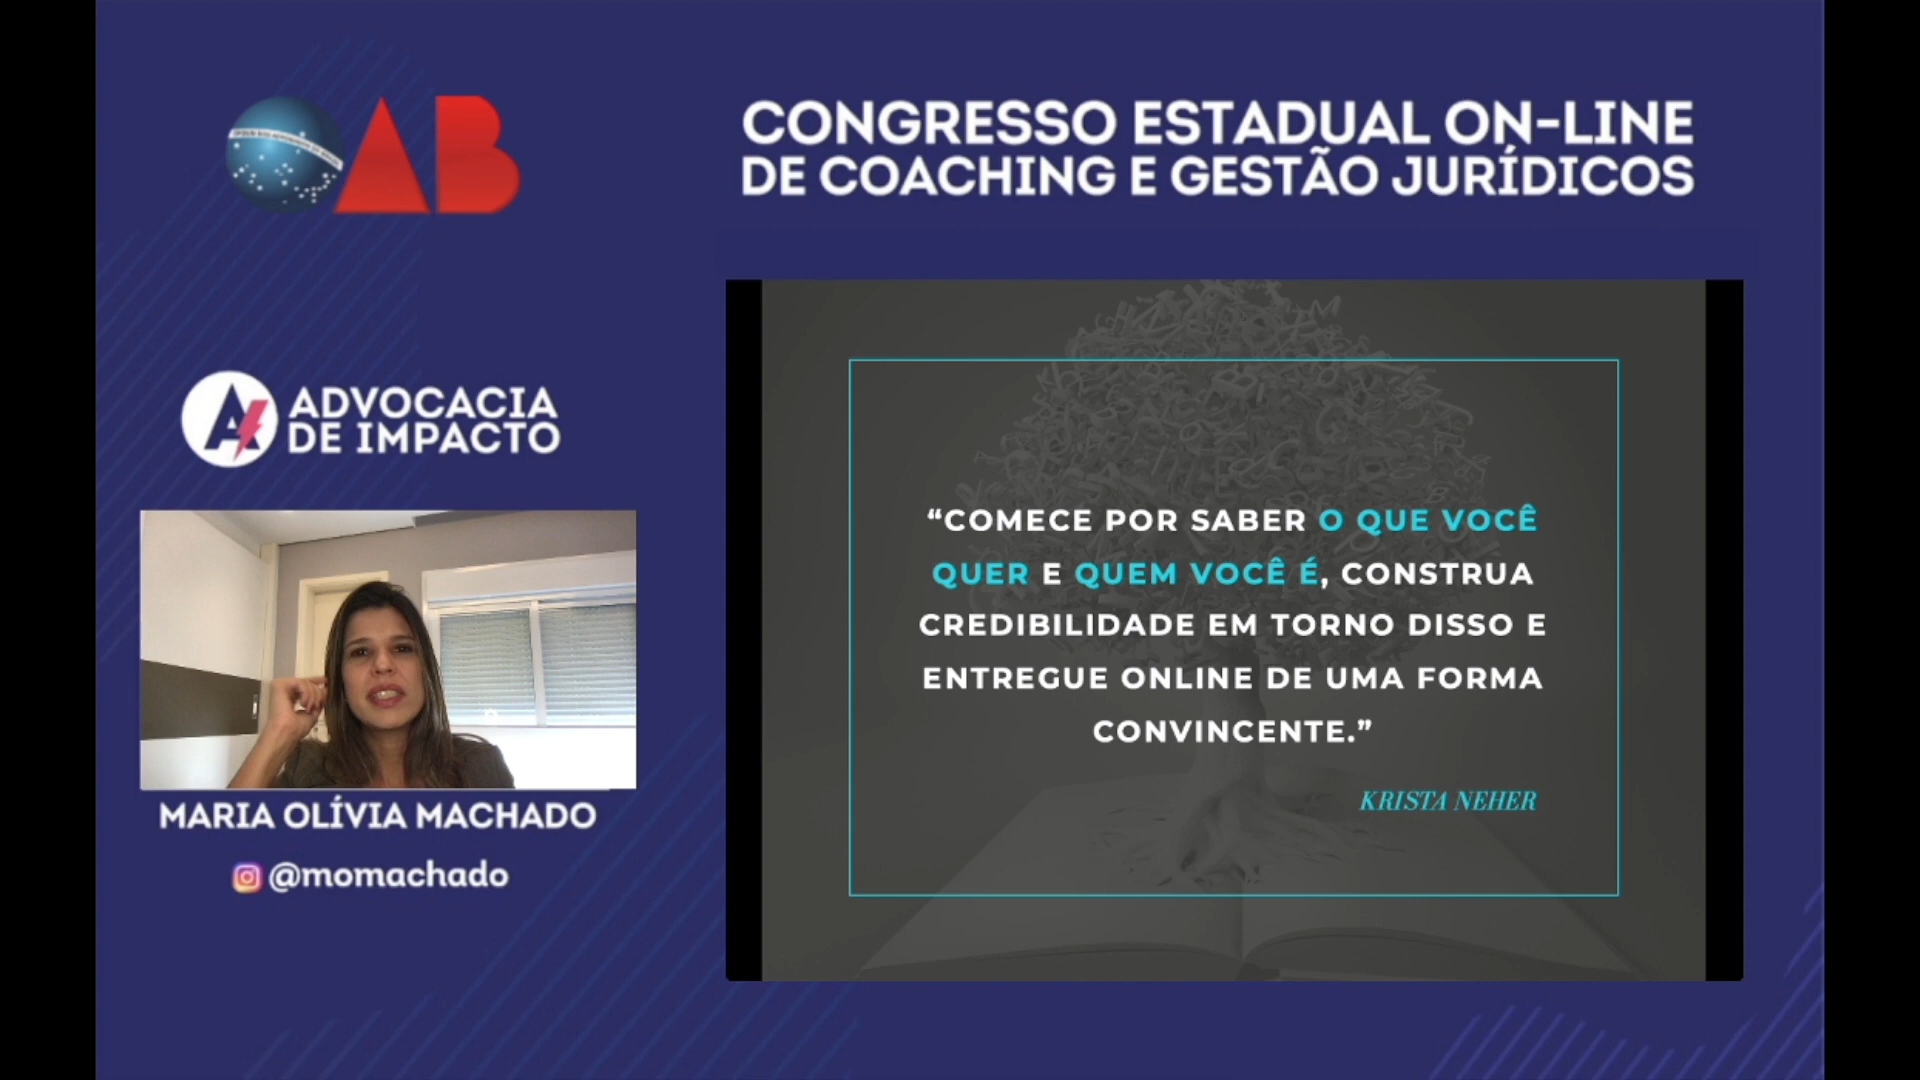 OAB
CONGRESSO ESTADUAL ON-LINE
DE COACHING E GESTÃO JURÍDICOS
A
ADVOCACIA
DE IMPACTO
“COMECE POR SABER O QUE VOCÊ
QUER E QUEM VOCÊ É, CONSTRUA
CREDIBILIDADE EM TORNO DISSO E
ENTREGUE ONLINE DE UMA FORMA
CONVINCENTE.”
KRISTA NEHER
MARIA OLÍVIA MACHADO
@momachado